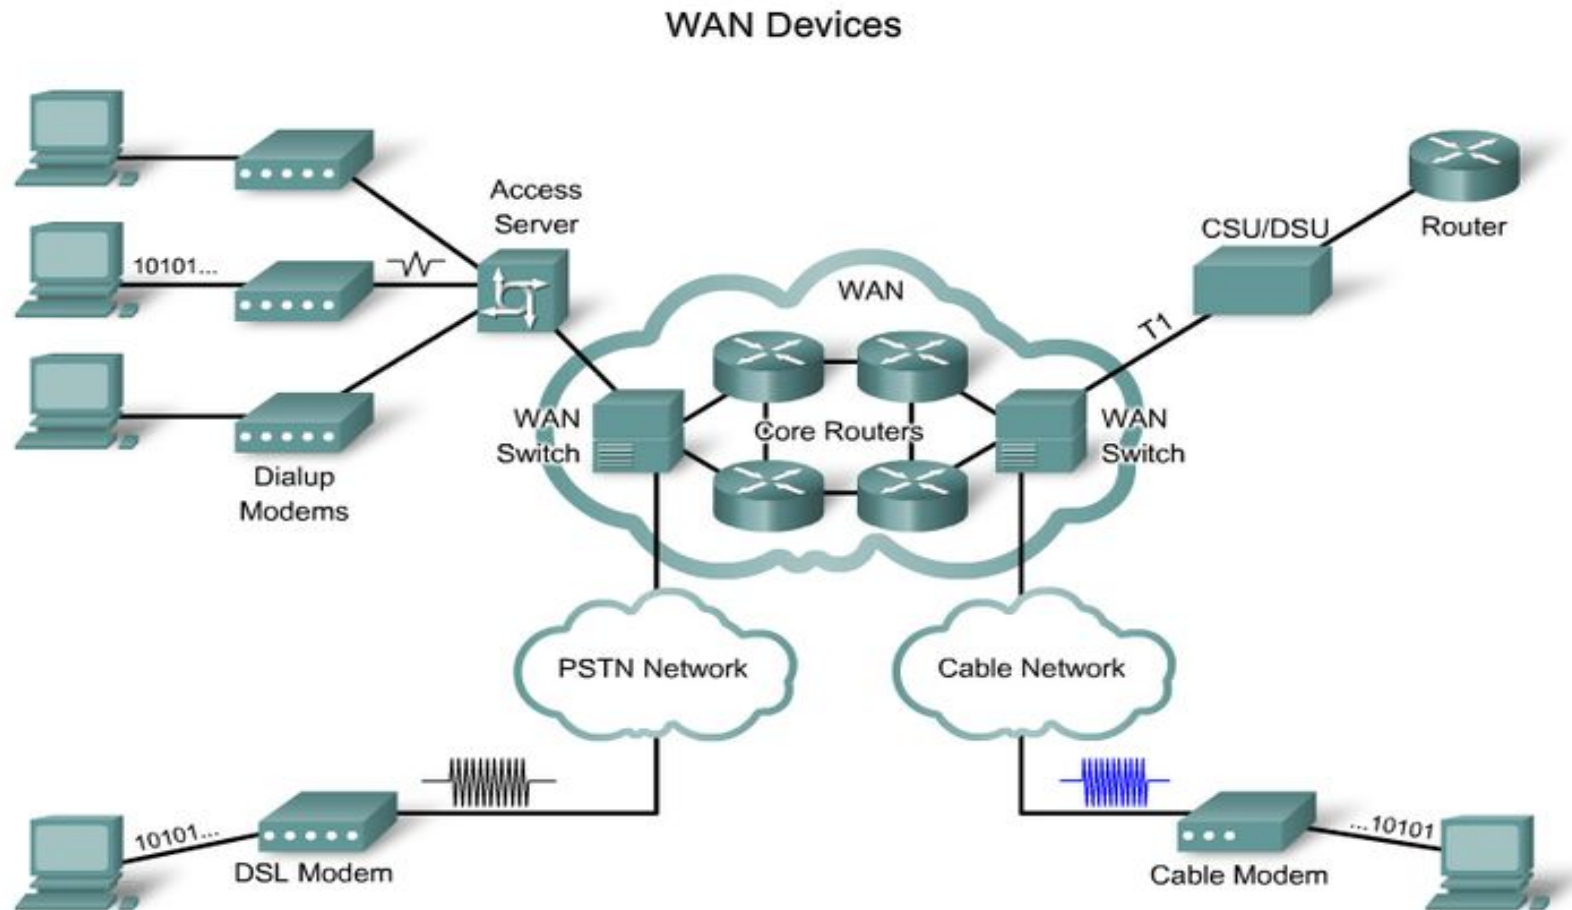 WAN Devices
Access
Server
CSU/DSU
Router
10101...
WAN
T1
WAN
Switch
Core Routers
WAN
Switch
Dialup
Modems
PSTN Network
Cable Network
10101...
DSL Modem
...10101
Cable Modem